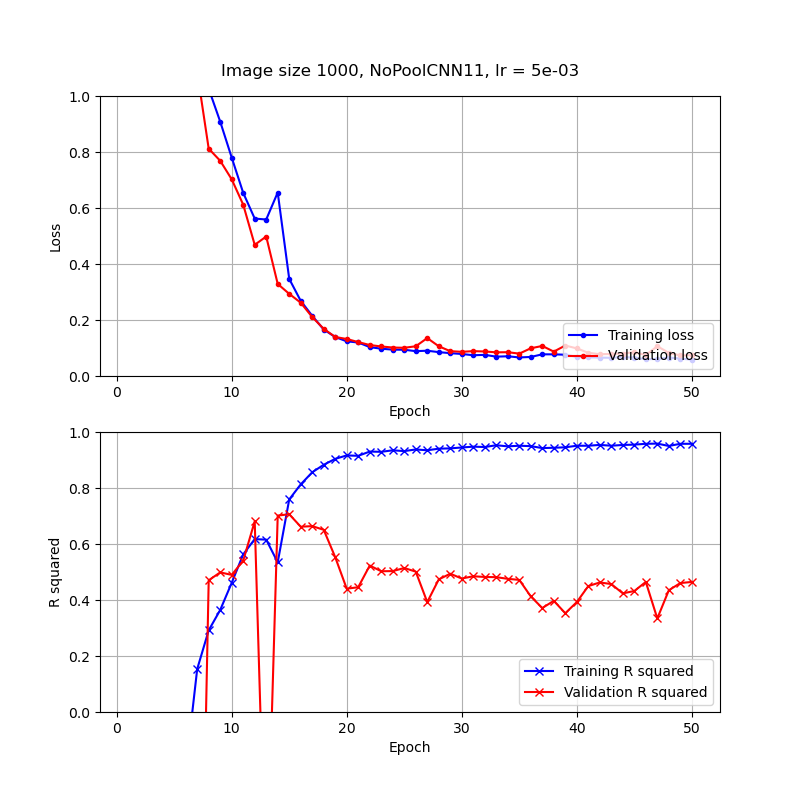 Image size 1000, NoPoolCNN11, lr = 5e-03
1.0
0.8
0.6
0.4
0.2
0.0
Loss
Training loss
Validation loss
0 10 20 30 40 50
Epoch
1.0
0.8
0.6
0.4
0.2
0.0
R squared
Training R squared
Validation R squared
0 10 20 30 40 50
Epoch